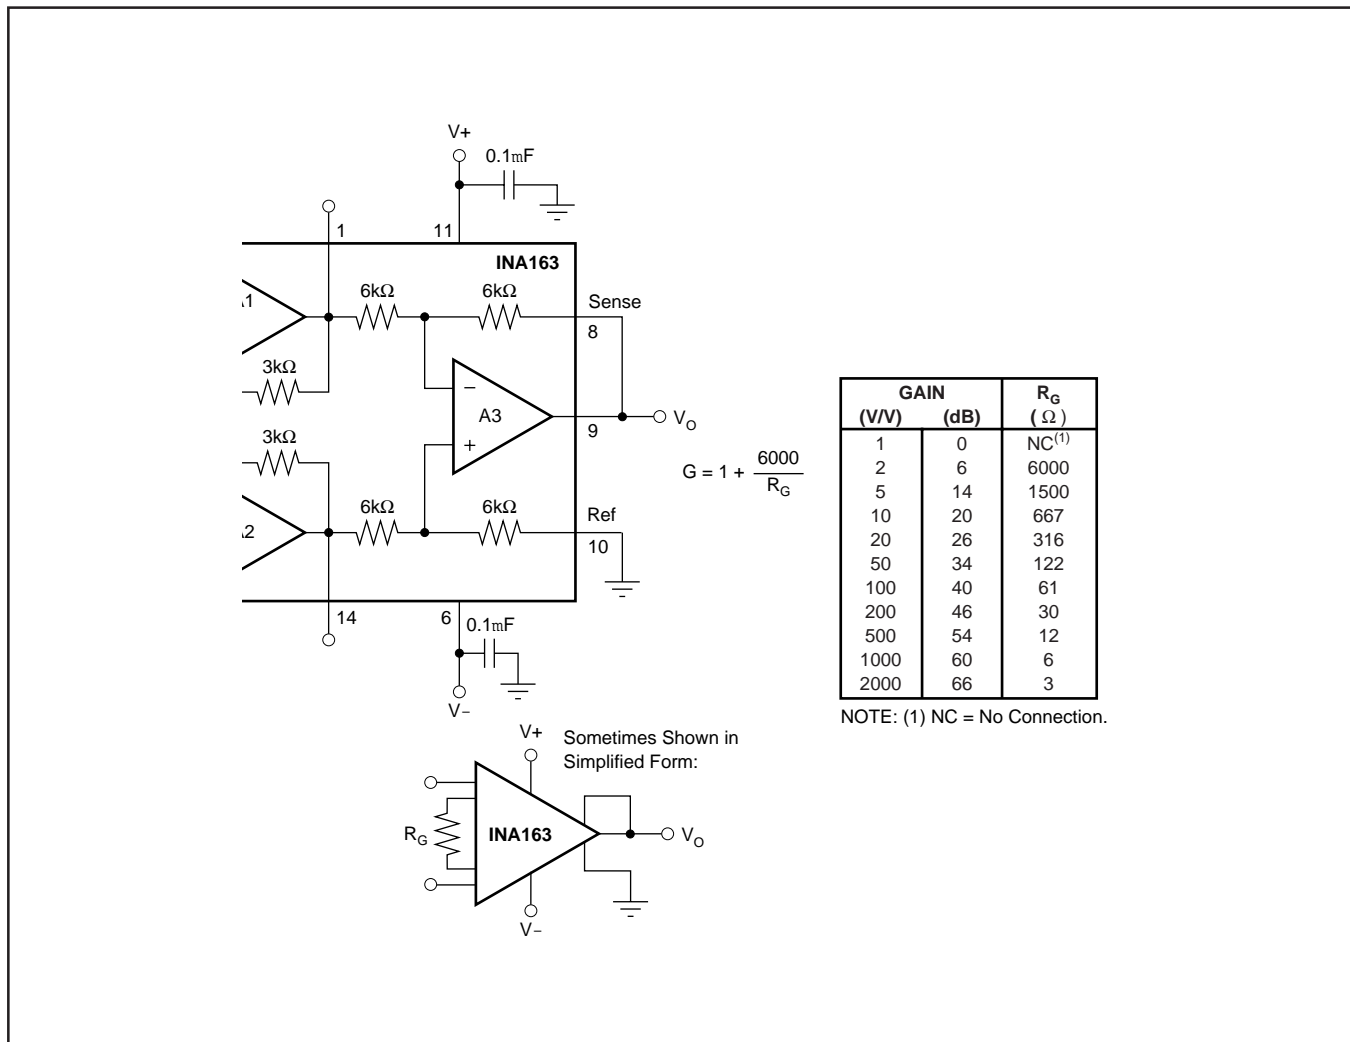 V+
0.1mF
1
11
INA163
6kΩ
6kΩ
Sense
8
A1
3kΩ
A3
−
+
9
VO
3kΩ
6kΩ
6kΩ
Ref
10
A2
14
6
0.1mF
V−
G = 1 + 6000
RG
GAIN RG
(V/V) (dB) (Ω)
1 0 NC(1)
2 6 6000
5 14 1500
10 20 667
20 26 316
50 34 122
100 40 61
200 46 30
500 54 12
1000 60 6
2000 66 3
NOTE: (1) NC = No Connection.
Sometimes Shown in
Simplified Form:
V+
RG
INA163
VO
V−